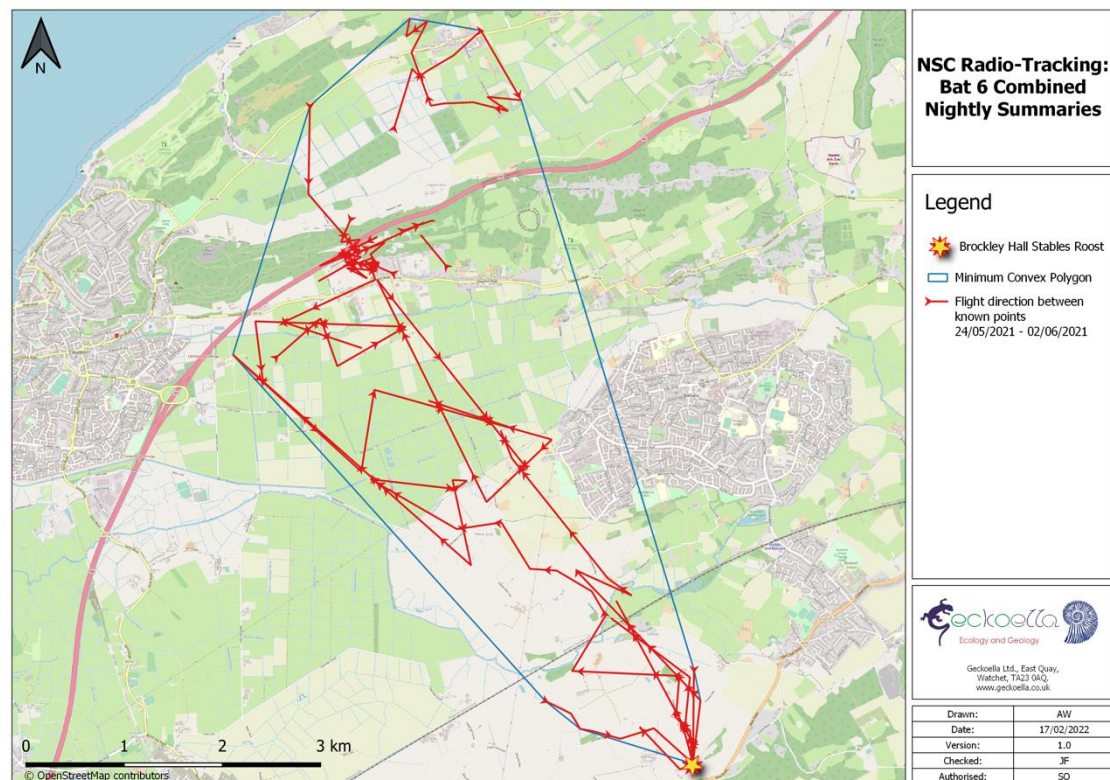 NSC Radio-Tracking:
Bat 6 Combined
Nightly Summaries
Legend
Brockley Hall Stables Roost
Minimum Convex Polygon
Flight direction between
known points
24/05/2021 - 02/06/2021
Geckoella
Ecology and Geology
Geckoella Ltd., East Quay,
Watchet, TA23 0AQ.
www.geckoella.co.uk
Drawn: AW
Date: 17/02/2022
Version: 1.0
Checked: JF
Authorised: SO
N
0 1 2 3 km
© OpenStreetMap contributors